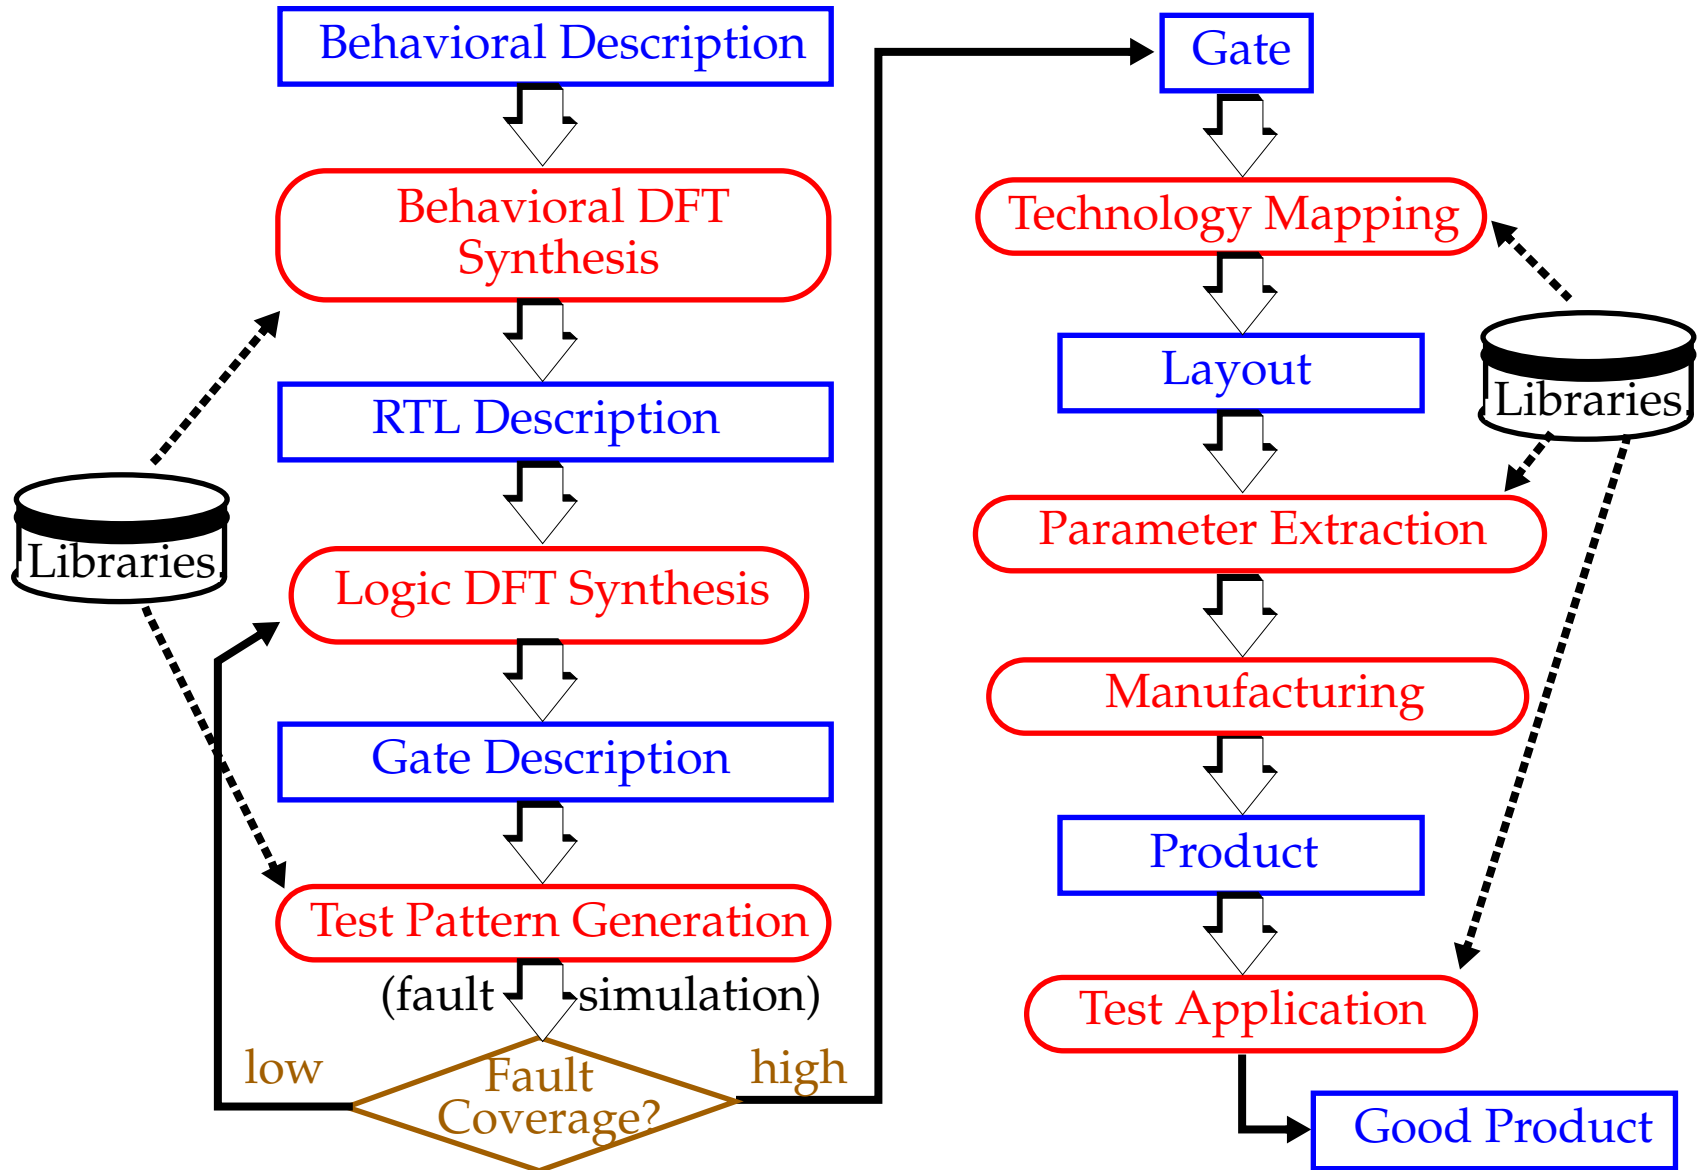 Behavioral Description
Behavioral DFT
Synthesis
RTL Description
Libraries
Logic DFT Synthesis
Gate Description
Test Pattern Generation
(fault simulation)
low
Fault
Coverage?
high
Gate
Technology Mapping
Layout
Libraries
Parameter Extraction
Manufacturing
Product
Test Application
Good Product